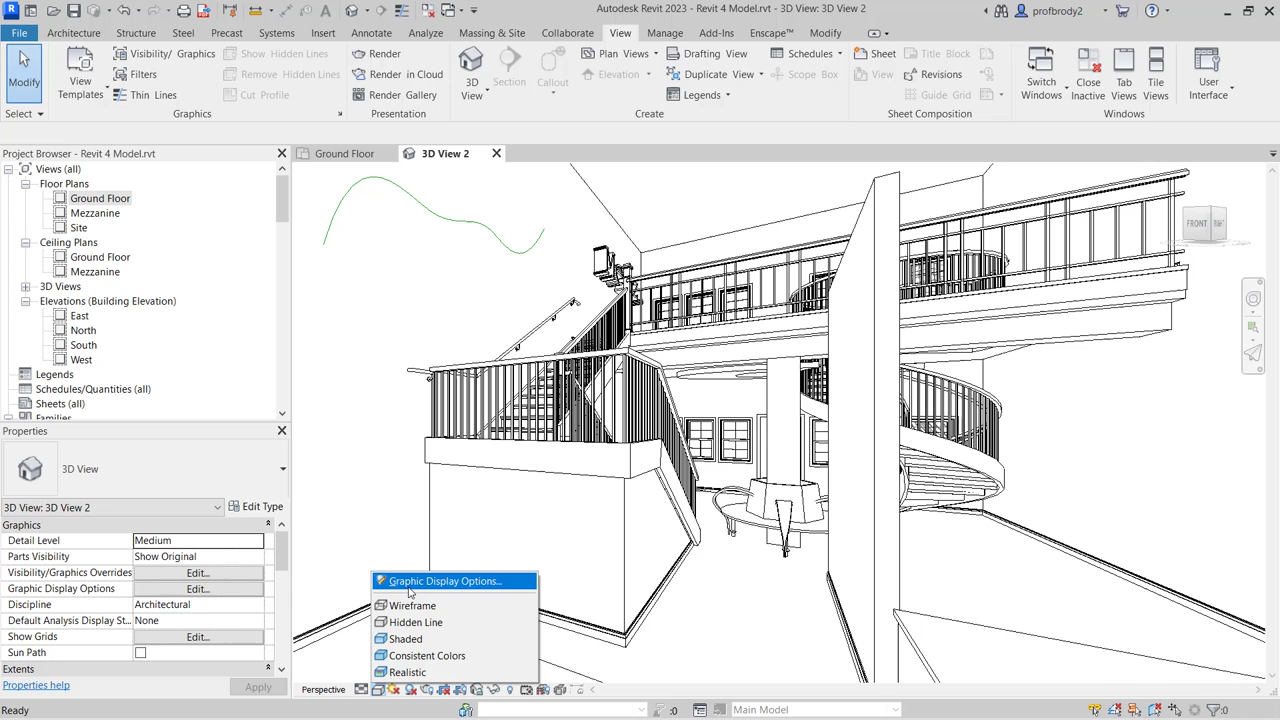 Autodesk Revit 2023 - Revit 4 Model.rvt - 3D View: 3D View 2
profbrody2
File Architecture Structure Steel Precast Systems Insert Annotate Analyze Massing & Site Collaborate View Manage Add-Ins Enscape™ Modify
Modify
Select
View Templates
Visibility/ Graphics
Filters
Thin Lines
Show Hidden Lines
Remove Hidden Lines
Cut Profile
Graphics
Render
Render in Cloud
Render Gallery
Presentation
3D View
Section
Callout
Plan Views
Elevation
Drafting View
Duplicate View
Legends
Schedules
Scope Box
Create
Sheet
View
Title Block
Revisions
Guide Grid
Sheet Composition
Switch Windows
Close Inactive
Tab Views
Tile Views
Windows
User Interface
Project Browser - Revit 4 Model.rvt
Views (all)
Floor Plans
Ground Floor
Mezzanine
Site
Ceiling Plans
Ground Floor
Mezzanine
3D Views
Elevations (Building Elevation)
East
North
South
West
Legends
Schedules/Quantities (all)
Sheets (all)
Families
Ground Floor
3D View 2
FRONT
Properties
3D View
3D View: 3D View 2
Edit Type
Graphics
Detail Level Medium
Parts Visibility Show Original
Visibility/Graphics Overrides Edit...
Graphic Display Options Edit...
Discipline Architectural
Default Analysis Display St... None
Show Grids Edit...
Sun Path
Extents
Properties help
Apply
Graphic Display Options...
Wireframe
Hidden Line
Shaded
Consistent Colors
Realistic
Perspective
Ready
:0
Main Model
:0